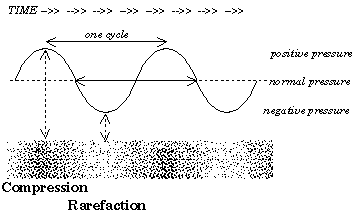 TIME –>> –>> –>> –>> –>> –>> –>> –>>
one cycle
positive pressure
normal pressure
negative pressure
Compression
Rarefaction